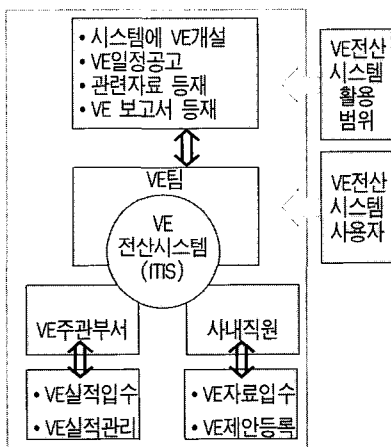 • 시스템에 VE개설
• VE일정공고
• 관련자료 등재
• VE 보고서 등재
VE전산
시스템
활용
범위
VE팀
VE
전산시스템
(ITIS)
VE전산
시스템
사용자
VE주관부서
사내직원
• VE실적입수
• VE실적관리
• VE자료입수
• VE제안등록